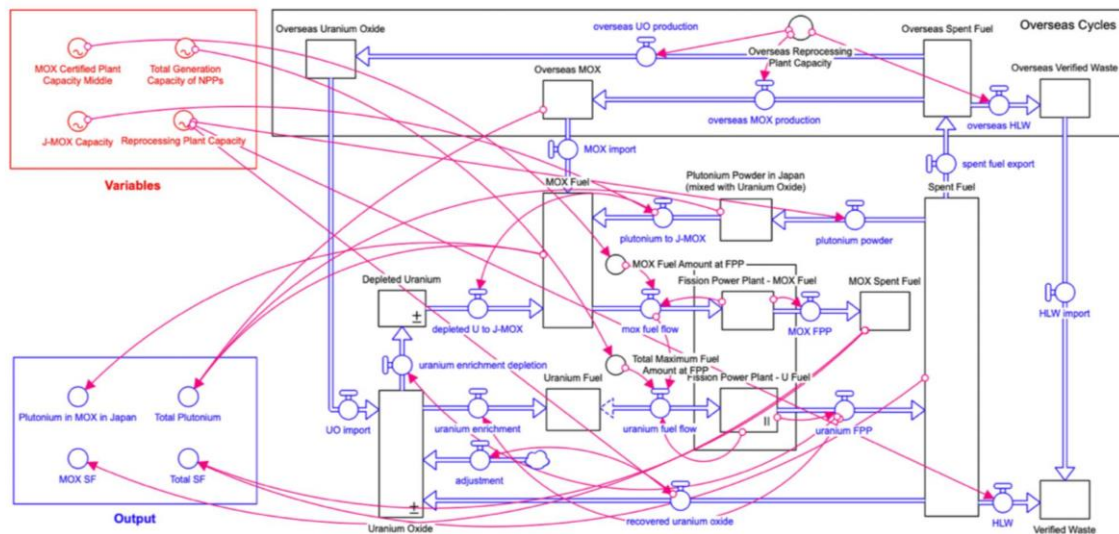 Overseas Cycles
Overseas Uranium Oxide
overseas UO production
Overseas Spent Fuel
Overseas Reprocessing
Plant Capacity
Overseas MOX
Overseas Verified Waste
MOX Certified Plant
Capacity Middle
Total Generation
Capacity of NPPs
overseas MOX production
overseas HLW
J-MOX Capacity
Reprocessing Plant Capacity
MOX import
spent fuel export
Variables
Plutonium Powder in Japan
(mixed with Uranium Oxide)
MOX Fuel
Spent Fuel
plutonium to J-MOX
plutonium powder
MOX Fuel Amount at FPP
Depleted Uranium
Fission Power Plant - MOX Fuel
MOX Spent Fuel
±
depleted U to J-MOX
mox fuel flow
MOX FPP
HLW import
uranium enrichment depletion
Total Maximum Fuel
Amount at FPP
Uranium Fuel
Fission Power Plant - U Fuel
Plutonium in MOX in Japan
Total Plutonium
UO import
uranium enrichment
uranium fuel flow
uranium FPP
MOX SF
Total SF
adjustment
±
Output
Uranium Oxide
recovered uranium oxide
HLW
Verified Waste